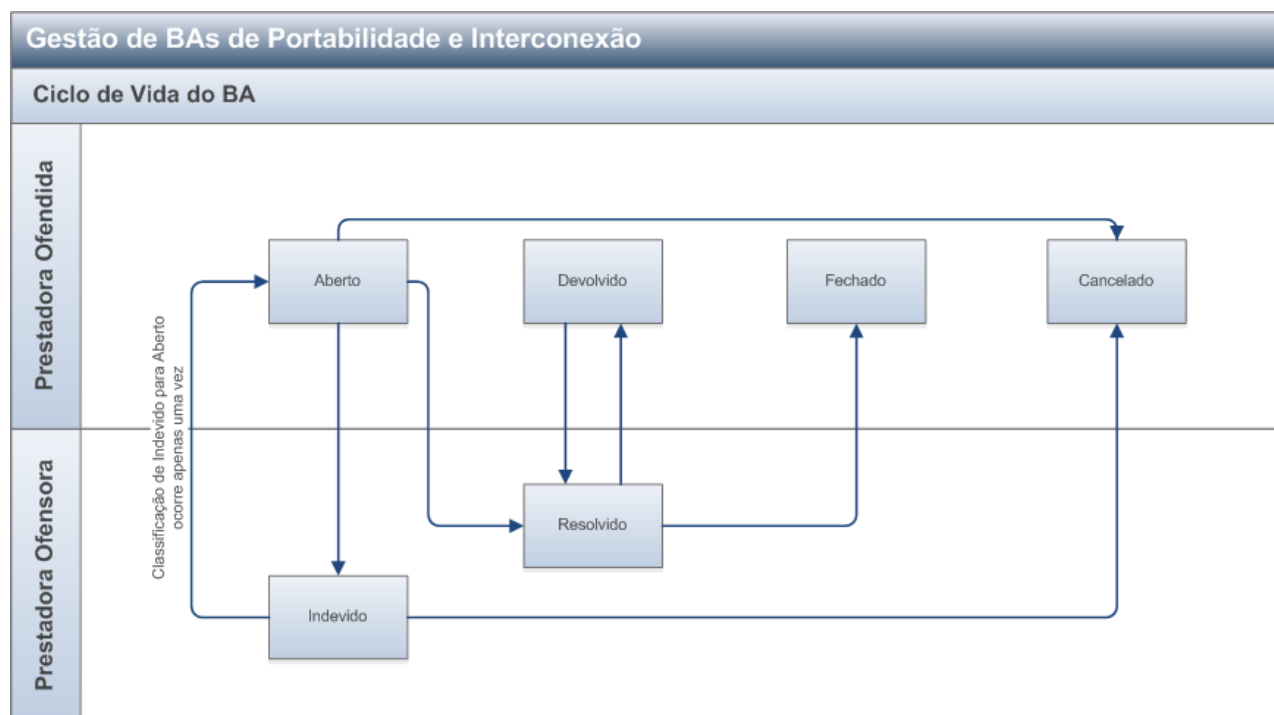 Gestão de BAs de Portabilidade e Interconexão
Ciclo de Vida do BA
Prestadora Ofendida
Aberto
Devolvido
Fechado
Cancelado
Classificação de Indevido para Aberto
ocorre apenas uma vez
Prestadora Ofensora
Resolvido
Indevido